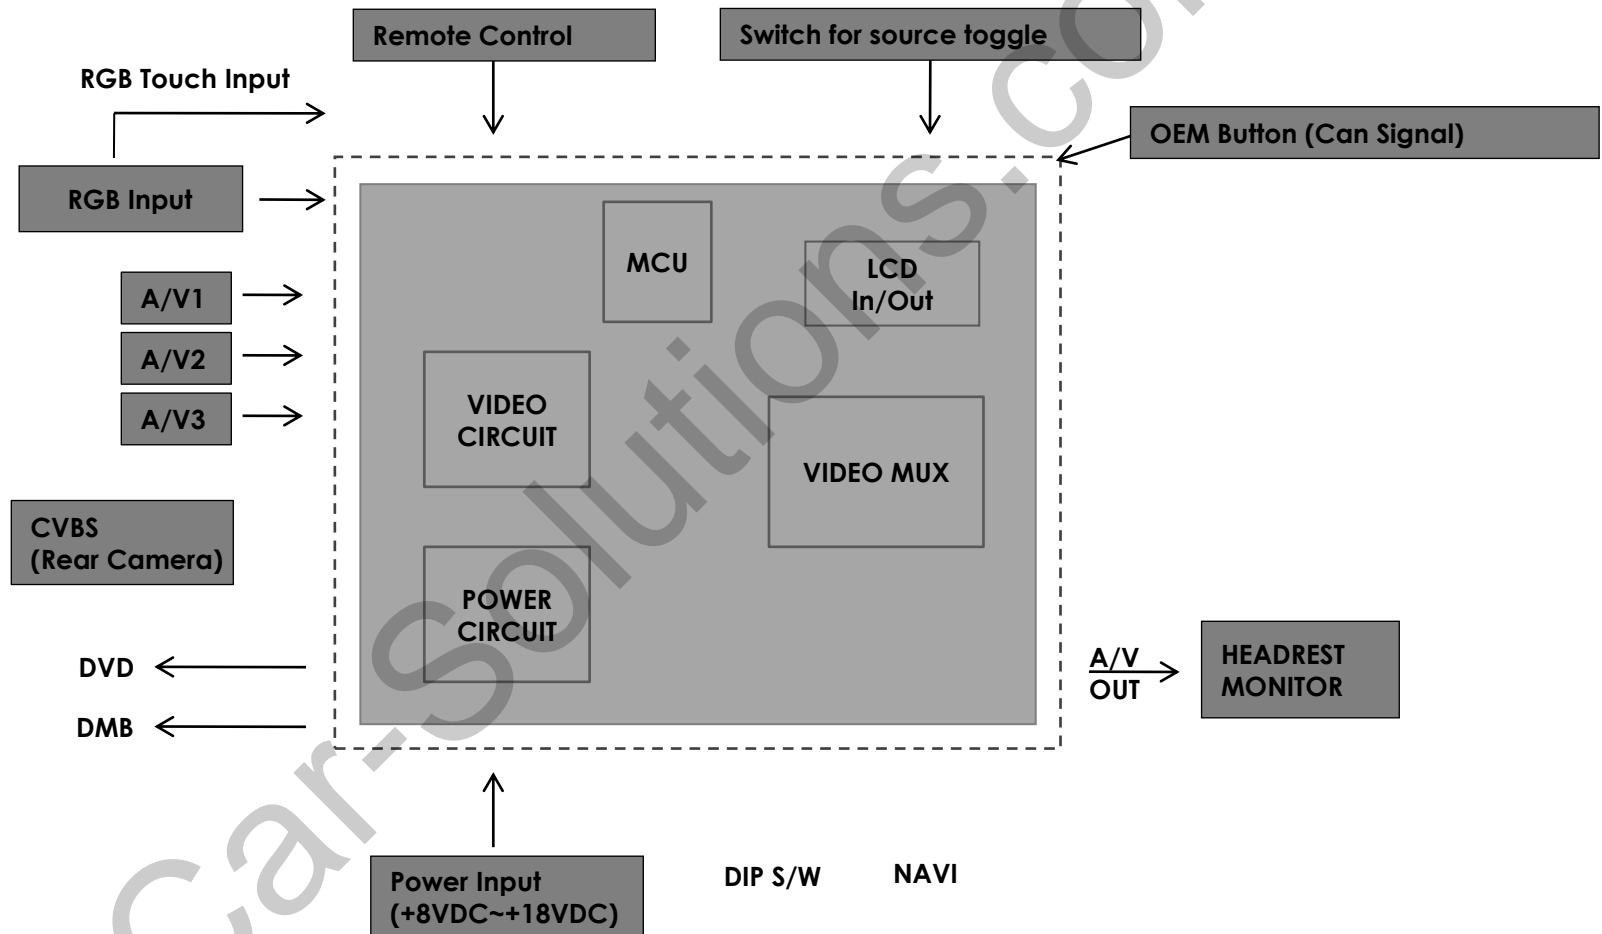 Remote Control
Switch for source toggle
RGB Touch Input
OEM Button (Can Signal)
RGB Input
MCU
LCD
In/Out
A/V1
A/V2
A/V3
VIDEO
CIRCUIT
VIDEO MUX
CVBS
(Rear Camera)
POWER
CIRCUIT
DVD
DMB
A/V
OUT
HEADREST
MONITOR
Power Input
(+8VDC~+18VDC)
DIP S/W
NAVI
Car-Solutions.com